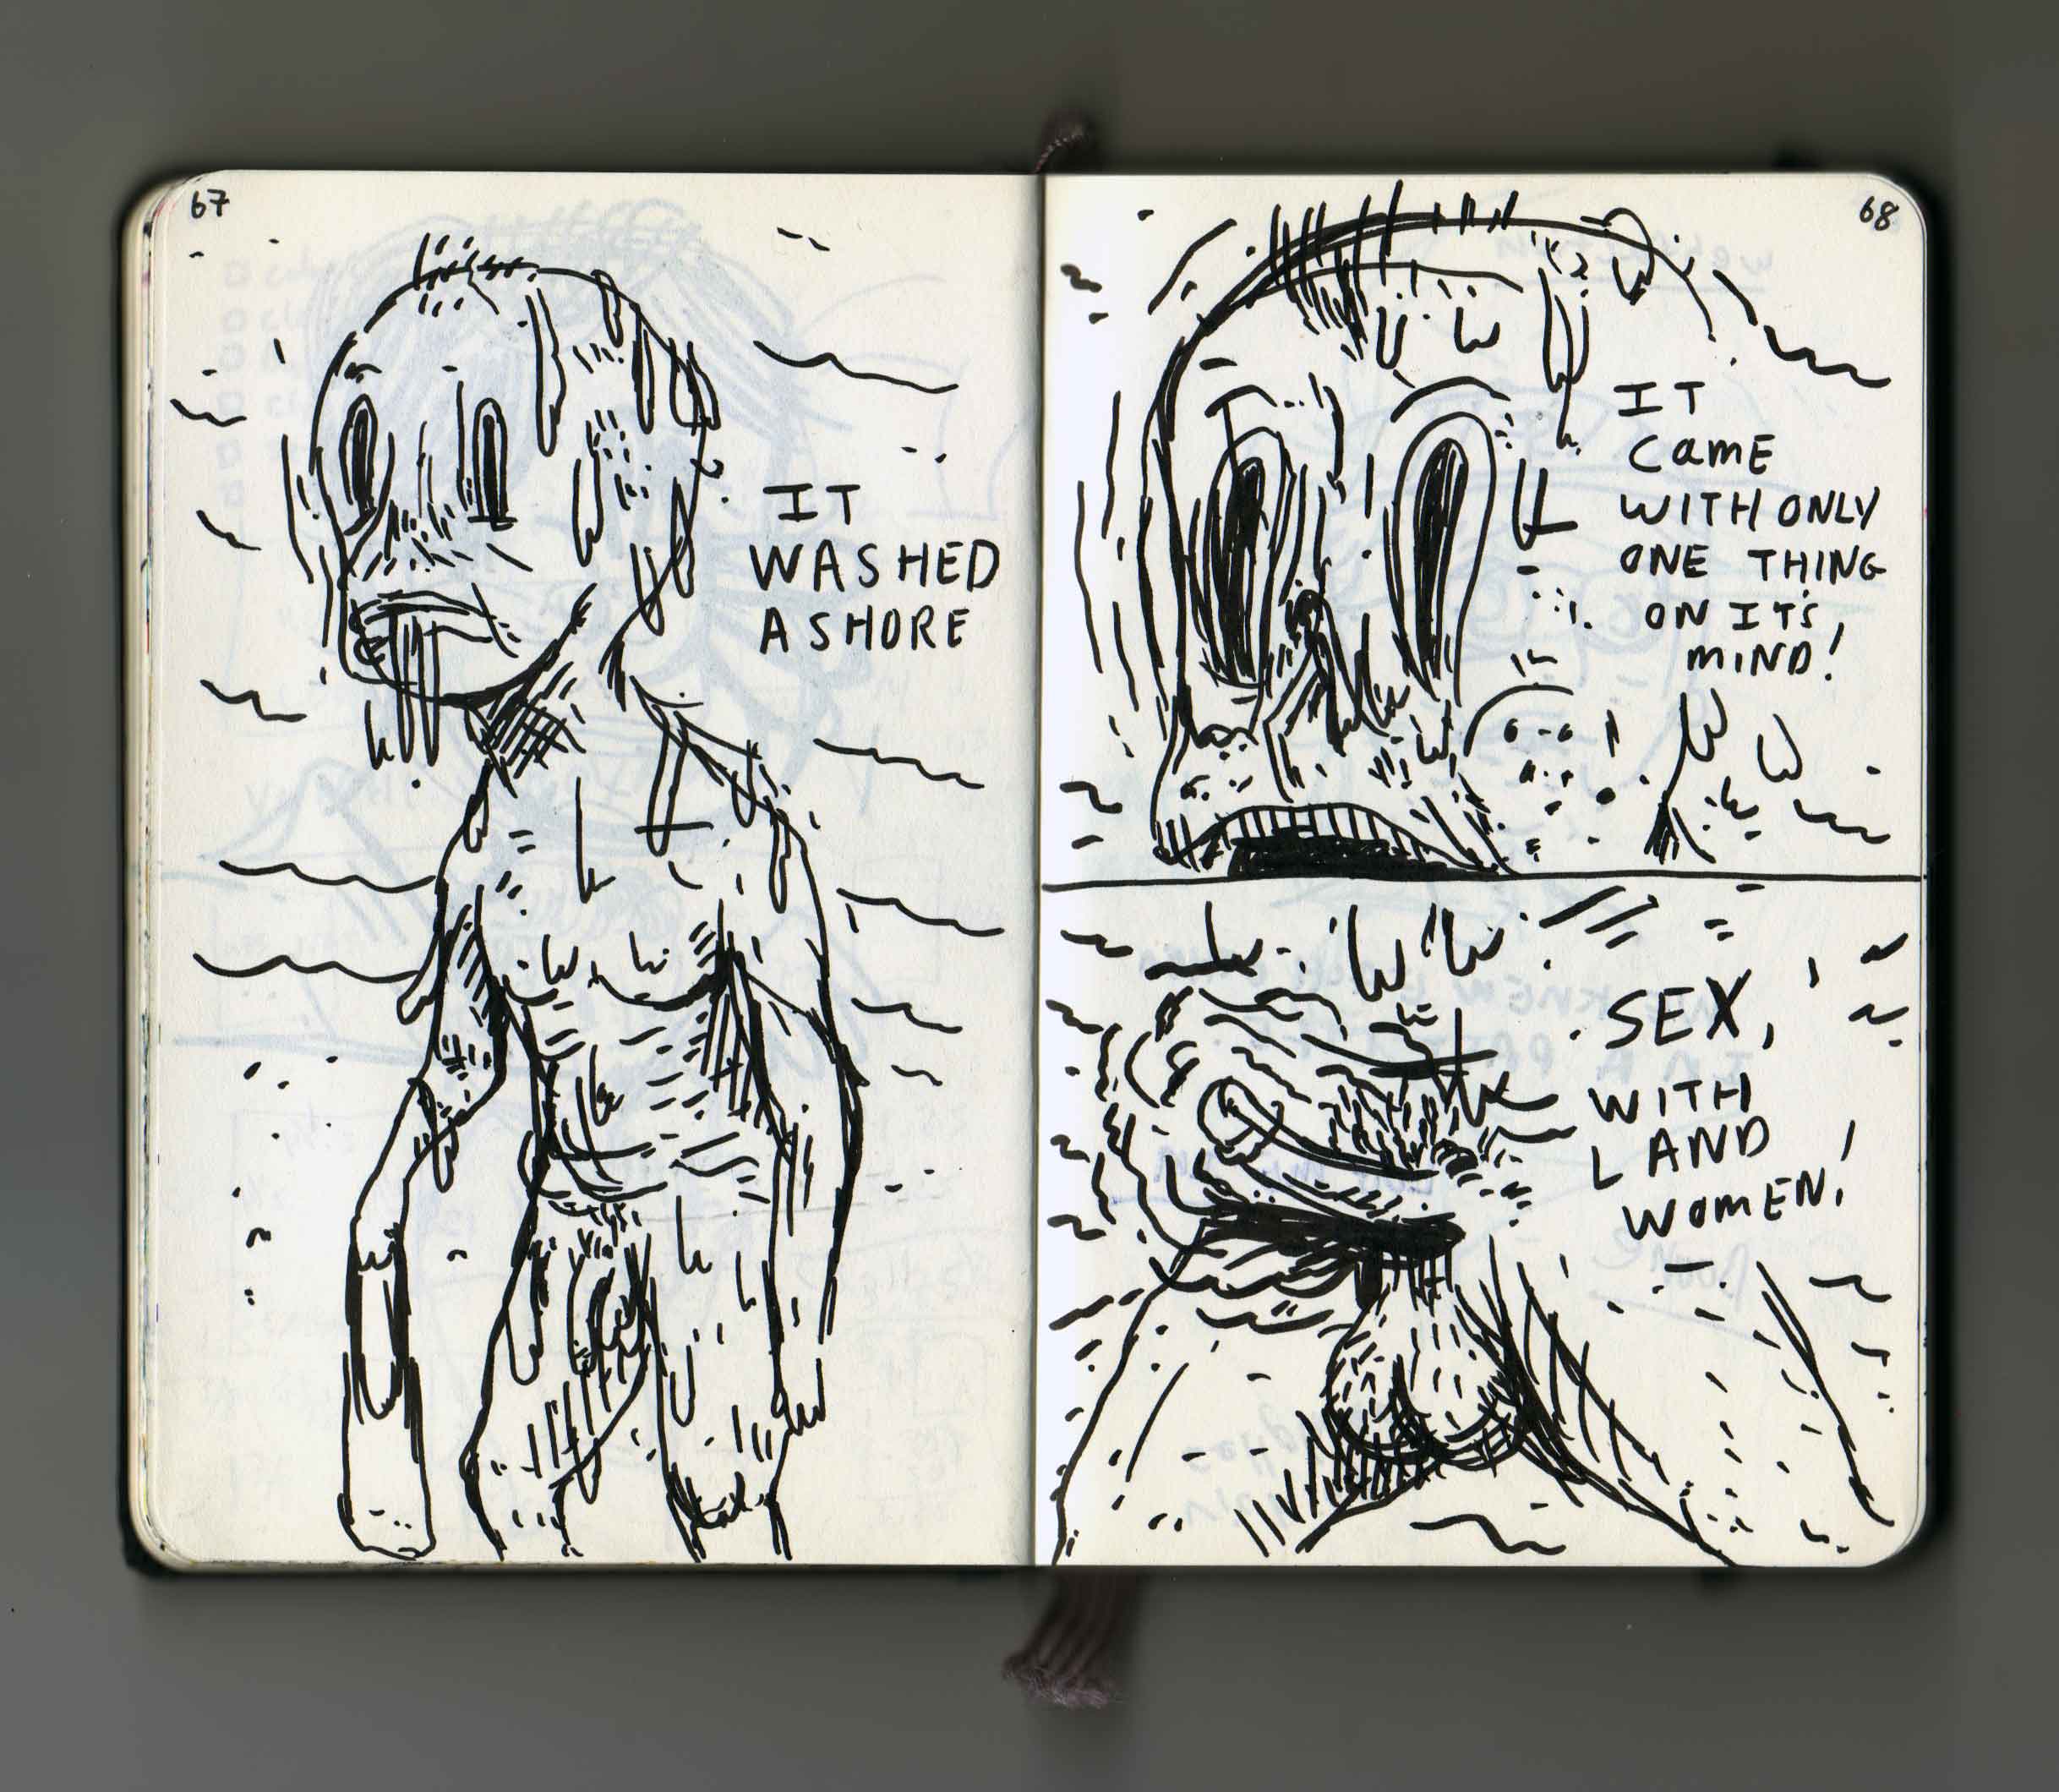 67
IT
WASHED
ASHORE
68
IT
CAME
WITH ONLY
ONE THING
ON IT'S
MIND!
SEX,
WITH
LAND
WOMEN!